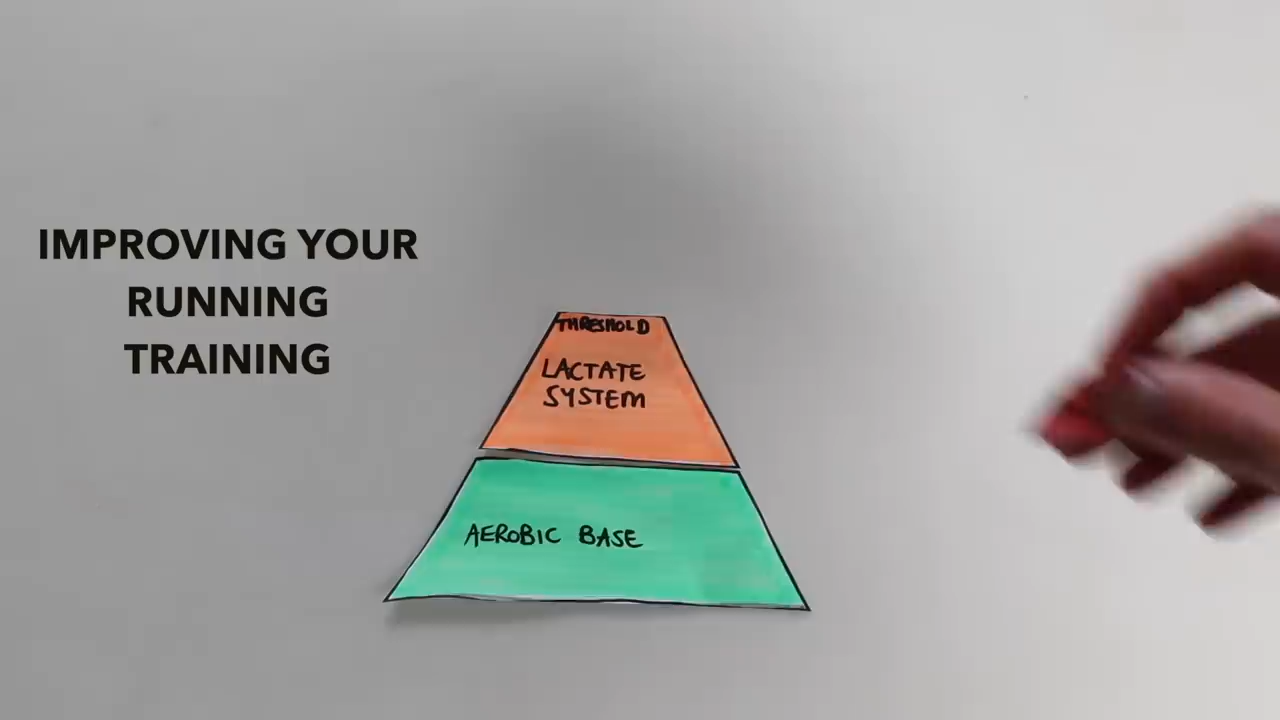 IMPROVING YOUR
RUNNING
TRAINING
THRESHOLD
LACTATE
SYSTEM
AEROBIC BASE